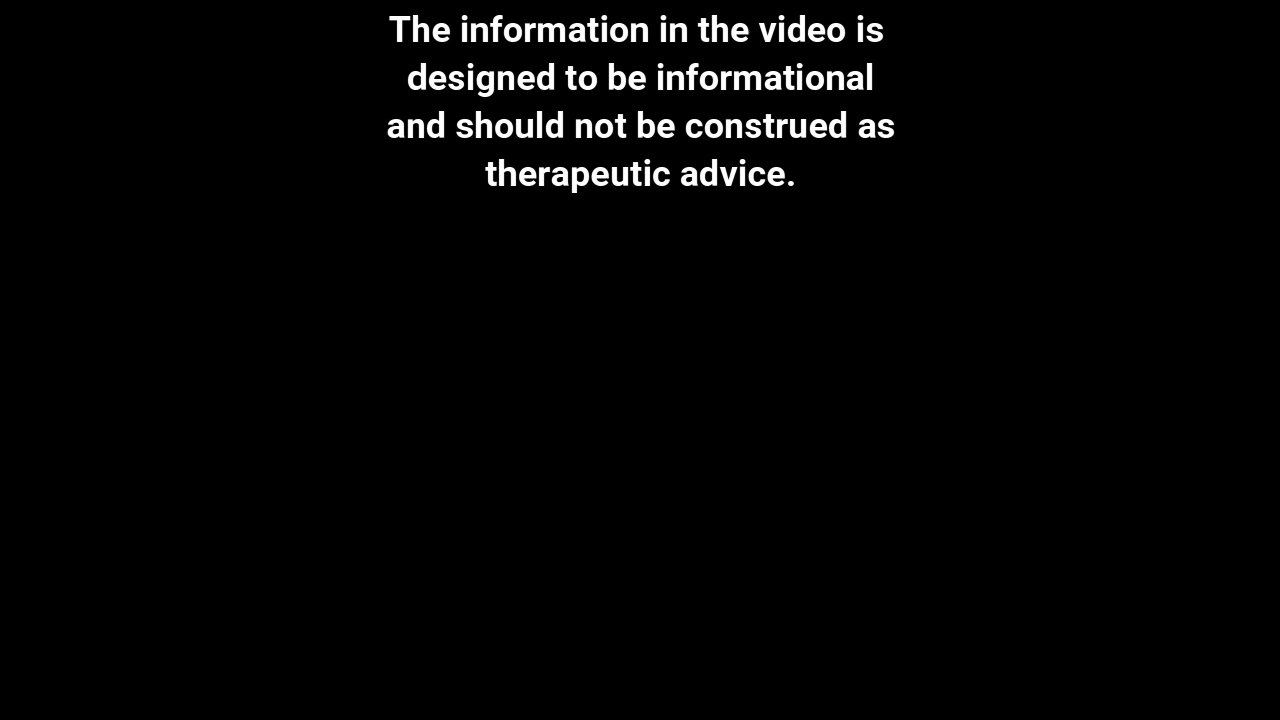 The information in the video is
designed to be informational
and should not be construed as
therapeutic advice.